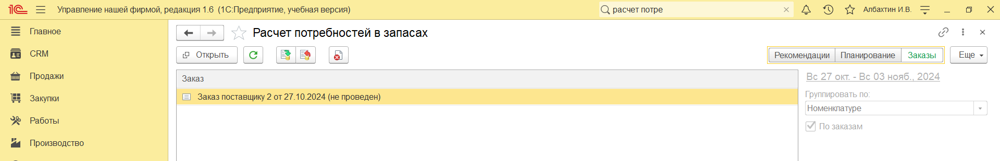 1С Управление нашей фирмой, редакция 1.6 (1С:Предприятие, учебная версия) расчет потре Албахтин И.В.
Главное
CRM
Продажи
Закупки
Работы
Производство
Расчет потребностей в запасах
Открыть Рекомендации Планирование Заказы Еще
Заказ
Заказ поставщику 2 от 27.10.2024 (не проведен)
Вс 27 окт. - Вс 03 нояб., 2024
Группировать по:
Номенклатуре
По заказам